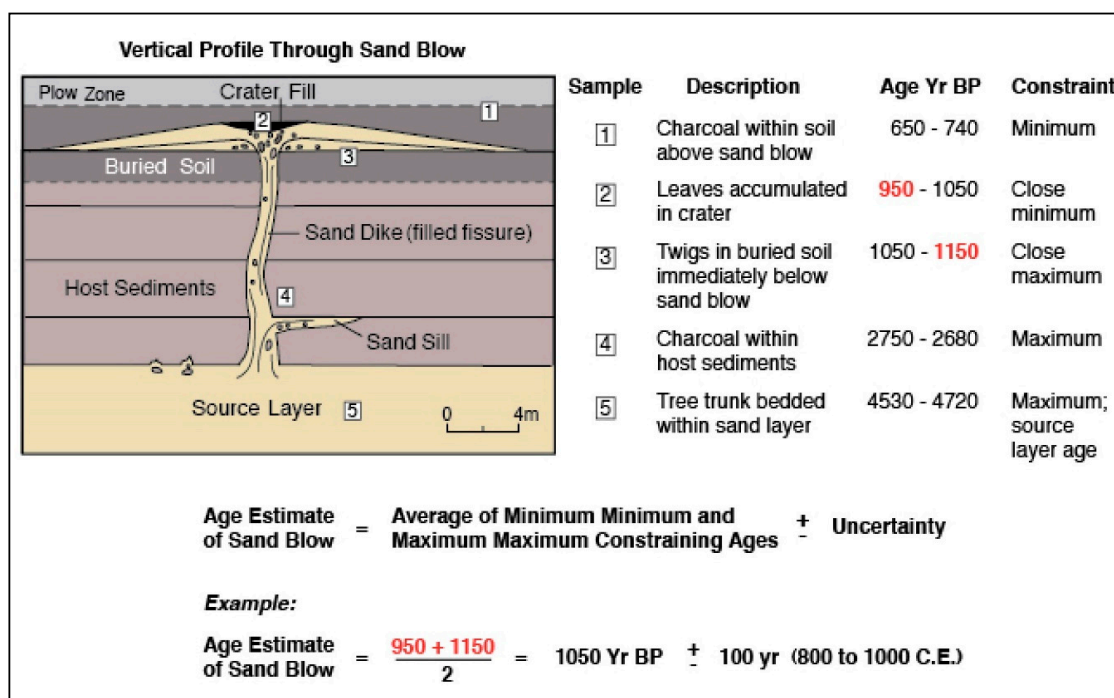 Vertical Profile Through Sand Blow
Plow Zone
Crater Fill
1
2
3
Buried Soil
Sand Dike (filled fissure)
Host Sediments
4
Sand Sill
Source Layer
5
0
4m
Sample Description Age Yr BP Constraint
1 Charcoal within soil 650 - 740 Minimum
above sand blow
2 Leaves accumulated 950 - 1050 Close
in crater minimum
3 Twigs in buried soil 1050 - 1150 Close
immediately below maximum
sand blow
4 Charcoal within 2750 - 2680 Maximum
host sediments
5 Tree trunk bedded 4530 - 4720 Maximum;
within sand layer source
layer age
Age Estimate = Average of Minimum Minimum and + Uncertainty
of Sand Blow Maximum Maximum Constraining Ages -
Example:
Age Estimate = 950 + 1150 = 1050 Yr BP + 100 yr (800 to 1000 C.E.)
of Sand Blow 2 -